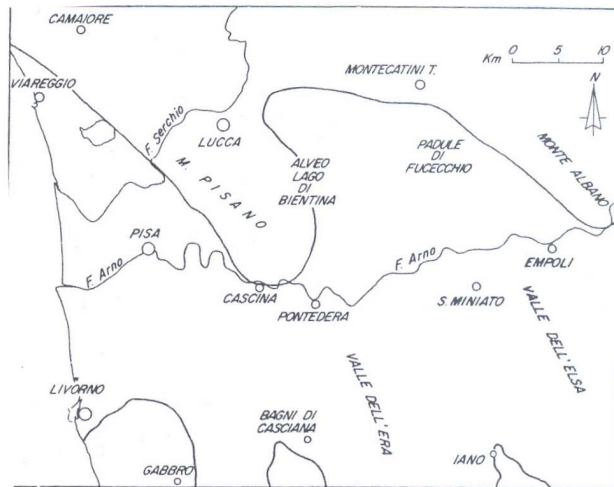 CAMAIORE
Km 0 5 10
MONTECATINI T.
N
VIAREGGIO
F. Serchio
LUCCA
M. PISANO
ALVEO
LAGO
DI
BIENTINA
PADULE
DI
FUCECCHIO
MONTE ALBANO
PISA
F. Arno
F. Arno
EMPOLI
CASCINA
S. MINIATO
PONTEDERA
VALLE DELL'ELSA
VALLE DELL'ERA
LIVORNO
BAGNI DI
CASCIANA
IANO
GABBRO